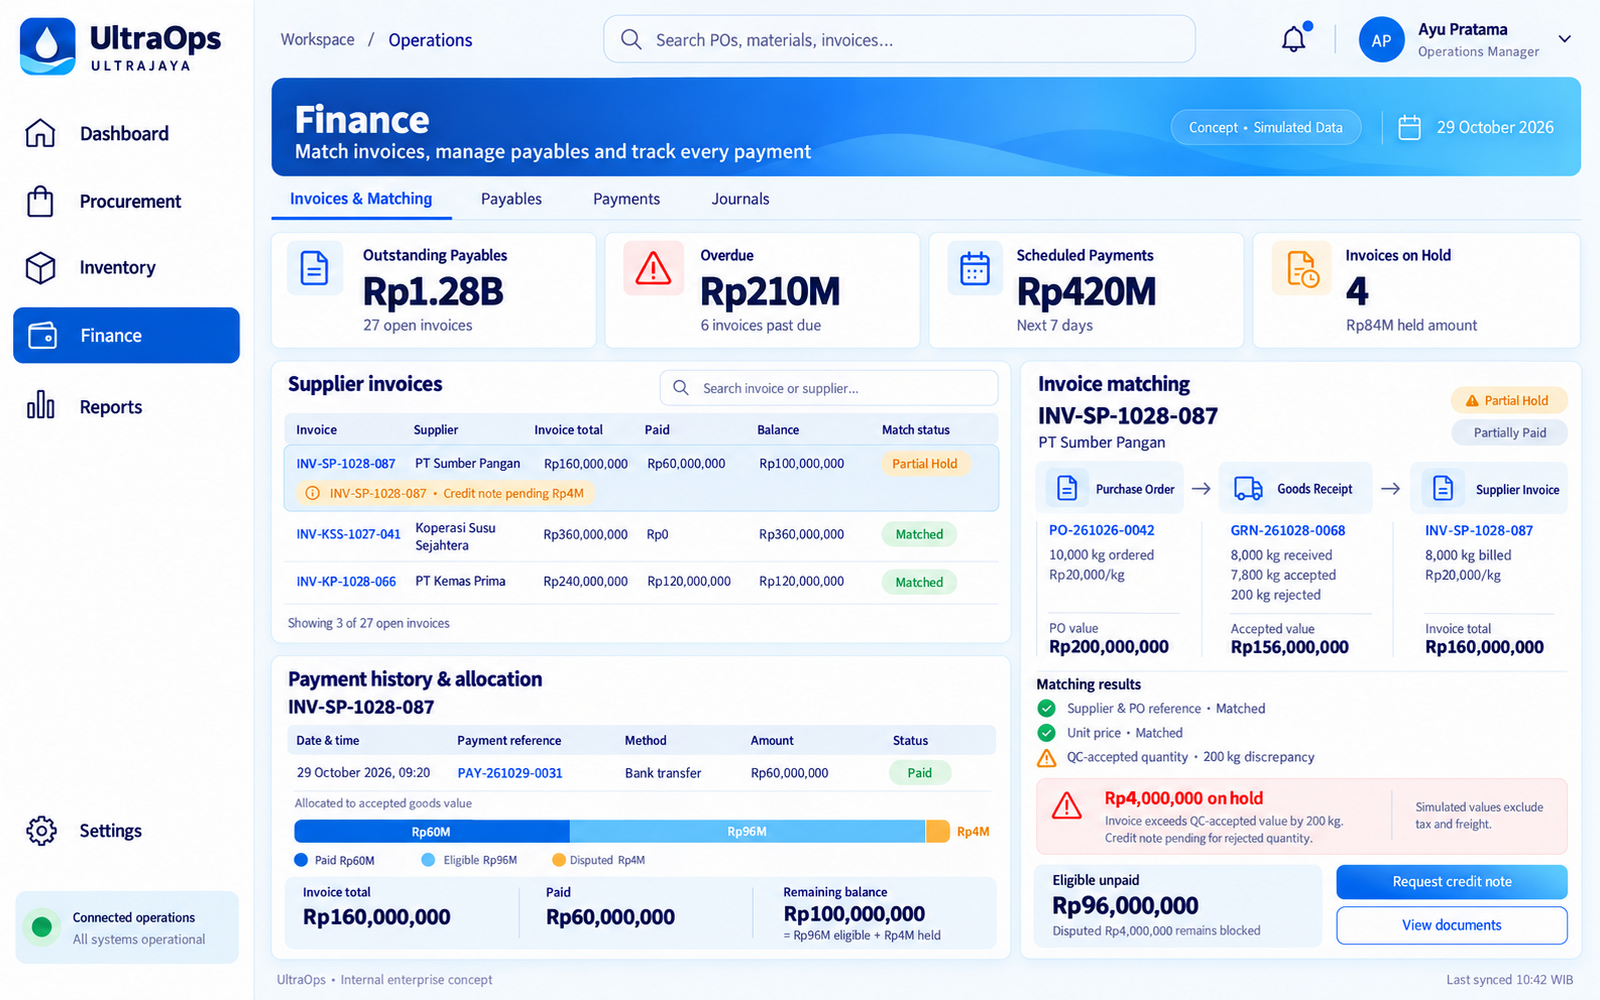 UltraOps
ULTRAJAYA
Dashboard
Procurement
Inventory
Finance
Reports
Settings
Connected operations
All systems operational
Workspace / Operations
Search POs, materials, invoices...
AP
Ayu Pratama
Operations Manager
Finance
Match invoices, manage payables and track every payment
Concept • Simulated Data
29 October 2026
Invoices & Matching
Payables
Payments
Journals
Outstanding Payables
Rp1.28B
27 open invoices
Overdue
Rp210M
6 invoices past due
Scheduled Payments
Rp420M
Next 7 days
Invoices on Hold
4
Rp84M held amount
Supplier invoices
Search invoice or supplier...
Invoice Supplier Invoice total Paid Balance Match status
INV-SP-1028-087 PT Sumber Pangan Rp160,000,000 Rp60,000,000 Rp100,000,000 Partial Hold
INV-SP-1028-087 • Credit note pending Rp4M
INV-KSS-1027-041 Koperasi Susu Sejahtera Rp360,000,000 Rp0 Rp360,000,000 Matched
INV-KP-1028-066 PT Kemas Prima Rp240,000,000 Rp120,000,000 Rp120,000,000 Matched
Showing 3 of 27 open invoices
Payment history & allocation
INV-SP-1028-087
Date & time Payment reference Method Amount Status
29 October 2026, 09:20 PAY-261029-0031 Bank transfer Rp60,000,000 Paid
Allocated to accepted goods value
Rp60M Rp96M Rp4M
Paid Rp60M Eligible Rp96M Disputed Rp4M
Invoice total
Rp160,000,000
Paid
Rp60,000,000
Remaining balance
Rp100,000,000
= Rp96M eligible + Rp4M held
Invoice matching
INV-SP-1028-087
PT Sumber Pangan
Partial Hold
Partially Paid
Purchase Order
Goods Receipt
Supplier Invoice
PO-261026-0042
10,000 kg ordered
Rp20,000/kg
PO value
Rp200,000,000
GRN-261028-0068
8,000 kg received
7,800 kg accepted
200 kg rejected
Accepted value
Rp156,000,000
INV-SP-1028-087
8,000 kg billed
Rp20,000/kg
Invoice total
Rp160,000,000
Matching results
Supplier & PO reference • Matched
Unit price • Matched
QC-accepted quantity • 200 kg discrepancy
Rp4,000,000 on hold
Invoice exceeds QC-accepted value by 200 kg.
Credit note pending for rejected quantity.
Simulated values exclude
tax and freight.
Eligible unpaid
Rp96,000,000
Disputed Rp4,000,000 remains blocked
Request credit note
View documents
UltraOps • Internal enterprise concept
Last synced 10:42 WIB